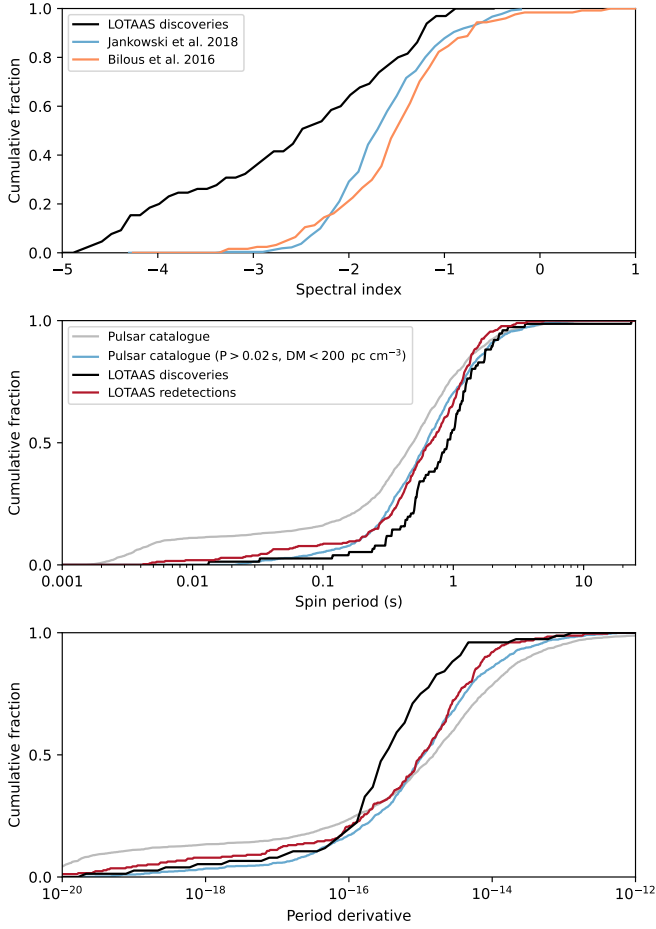 1.0
0.8
0.6
0.4
0.2
0.0
Cumulative fraction
LOTAAS discoveries
Jankowski et al. 2018
Bilous et al. 2016
−5 −4 −3 −2 −1 0 1
Spectral index
1.0
0.5
0.0
Cumulative fraction
Pulsar catalogue
Pulsar catalogue (P > 0.02 s, DM < 200 pc cm⁻³)
LOTAAS discoveries
LOTAAS redetections
0.001 0.01 0.1 1 10
Spin period (s)
1.0
0.5
0.0
Cumulative fraction
10⁻²⁰ 10⁻¹⁸ 10⁻¹⁶ 10⁻¹⁴ 10⁻¹²
Period derivative